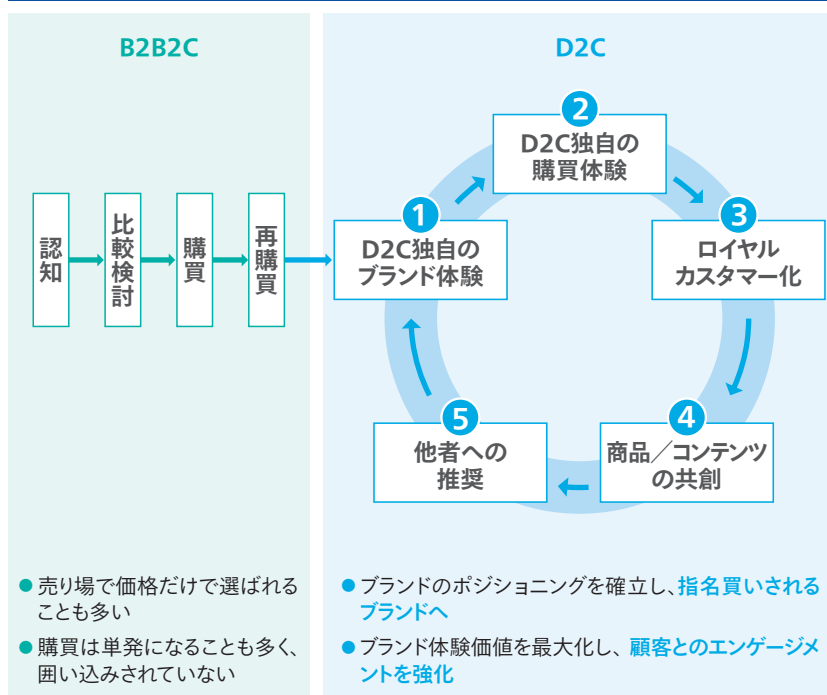 B2B2C
認知
比較検討
購買
再購買
● 売り場で価格だけで選ばれる
ことも多い
● 購買は単発になることも多く、
囲い込みされていない
D2C
1
D2C独自の
ブランド体験
2
D2C独自の
購買体験
3
ロイヤル
カスタマー化
4
商品／コンテンツ
の共創
5
他者への
推奨
● ブランドのポジショニングを確立し、指名買いされる
ブランドへ
● ブランド体験価値を最大化し、顧客とのエンゲージメ
ントを強化